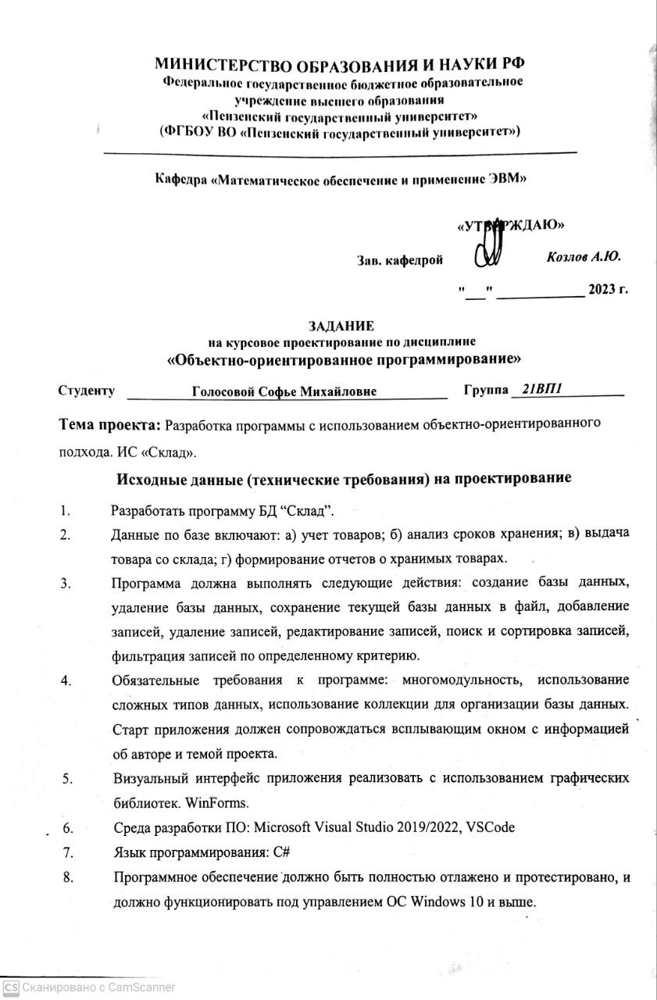 МИНИСТЕРСТВО ОБРАЗОВАНИЯ И НАУКИ РФ
Федеральное государственное бюджетное образовательное
учреждение высшего образования
«Пензенский государственный университет»
(ФГБОУ ВО «Пензенский государственный университет»)
Кафедра «Математическое обеспечение и применение ЭВМ»
«УТВЕРЖДАЮ»
Зав. кафедрой Козлов А.Ю.
"___" ____________ 2023 г.
ЗАДАНИЕ
на курсовое проектирование по дисциплине
«Объектно-ориентированное программирование»
Студенту Голосовой Софье Михайловне Группа 21ВП1
Тема проекта: Разработка программы с использованием объектно-ориентированного
подхода. ИС «Склад».
Исходные данные (технические требования) на проектирование
1. Разработать программу БД “Склад”.
2. Данные по базе включают: а) учет товаров; б) анализ сроков хранения; в) выдача
товара со склада; г) формирование отчетов о хранимых товарах.
3. Программа должна выполнять следующие действия: создание базы данных,
удаление базы данных, сохранение текущей базы данных в файл, добавление
записей, удаление записей, редактирование записей, поиск и сортировка записей,
фильтрация записей по определенному критерию.
4. Обязательные требования к программе: многомодульность, использование
сложных типов данных, использование коллекции для организации базы данных.
Старт приложения должен сопровождаться всплывающим окном с информацией
об авторе и темой проекта.
5. Визуальный интерфейс приложения реализовать с использованием графических
библиотек. WinForms.
6. Среда разработки ПО: Microsoft Visual Studio 2019/2022, VSCode
7. Язык программирования: C#
8. Программное обеспечение должно быть полностью отлажено и протестировано, и
должно функционировать под управлением ОС Windows 10 и выше.
CS Сканировано с CamScanner